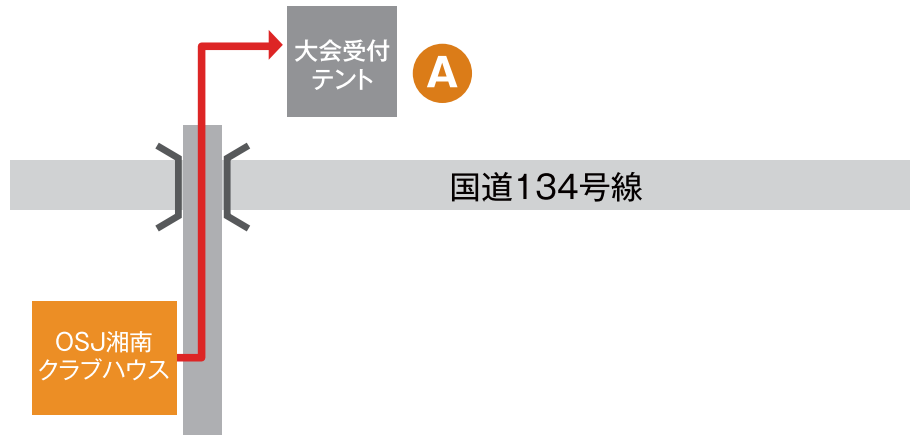 大会受付
テント
A
国道134号線
OSJ湘南
クラブハウス